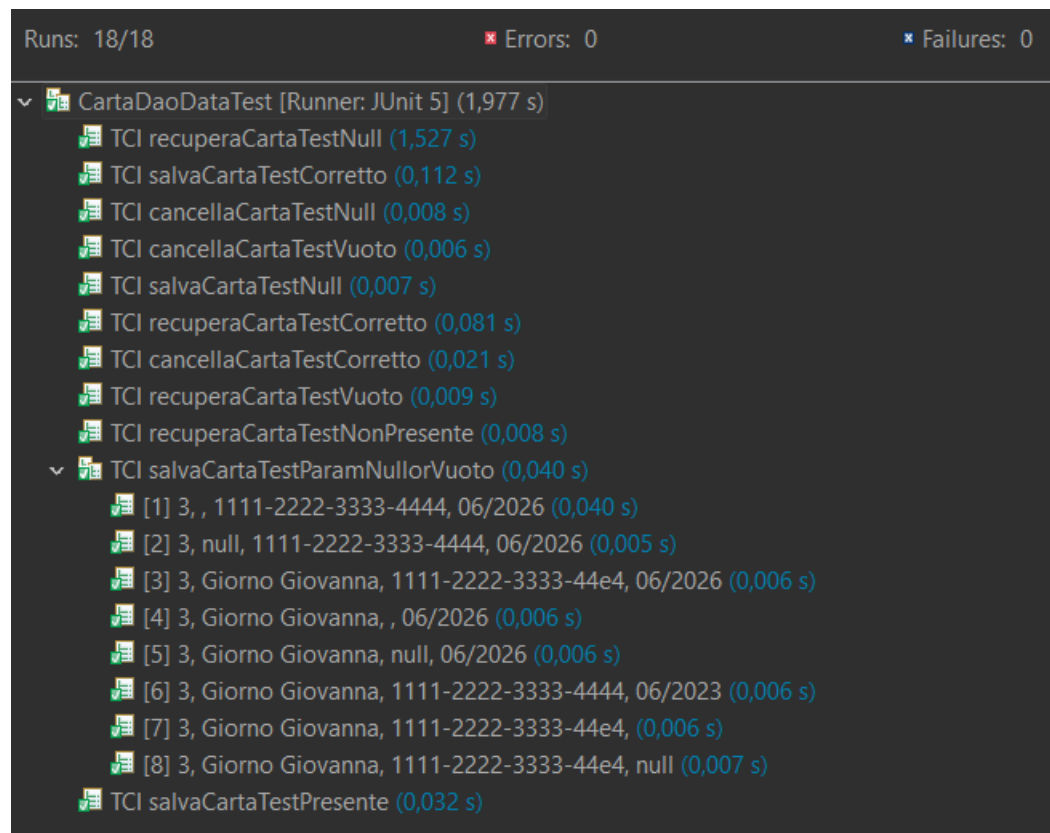 Runs: 18/18 Errors: 0 Failures: 0
CartaDaoDataTest [Runner: JUnit 5] (1,977 s)
TCI recuperaCartaTestNull (1,527 s)
TCI salvaCartaTestCorretto (0,112 s)
TCI cancellaCartaTestNull (0,008 s)
TCI cancellaCartaTestVuoto (0,006 s)
TCI salvaCartaTestNull (0,007 s)
TCI recuperaCartaTestCorretto (0,081 s)
TCI cancellaCartaTestCorretto (0,021 s)
TCI recuperaCartaTestVuoto (0,009 s)
TCI recuperaCartaTestNonPresente (0,008 s)
TCI salvaCartaTestParamNullorVuoto (0,040 s)
[1] 3, , 1111-2222-3333-4444, 06/2026 (0,040 s)
[2] 3, null, 1111-2222-3333-4444, 06/2026 (0,005 s)
[3] 3, Giorno Giovanna, 1111-2222-3333-44e4, 06/2026 (0,006 s)
[4] 3, Giorno Giovanna, , 06/2026 (0,006 s)
[5] 3, Giorno Giovanna, null, 06/2026 (0,006 s)
[6] 3, Giorno Giovanna, 1111-2222-3333-4444, 06/2023 (0,006 s)
[7] 3, Giorno Giovanna, 1111-2222-3333-44e4, (0,006 s)
[8] 3, Giorno Giovanna, 1111-2222-3333-44e4, null (0,007 s)
TCI salvaCartaTestPresente (0,032 s)